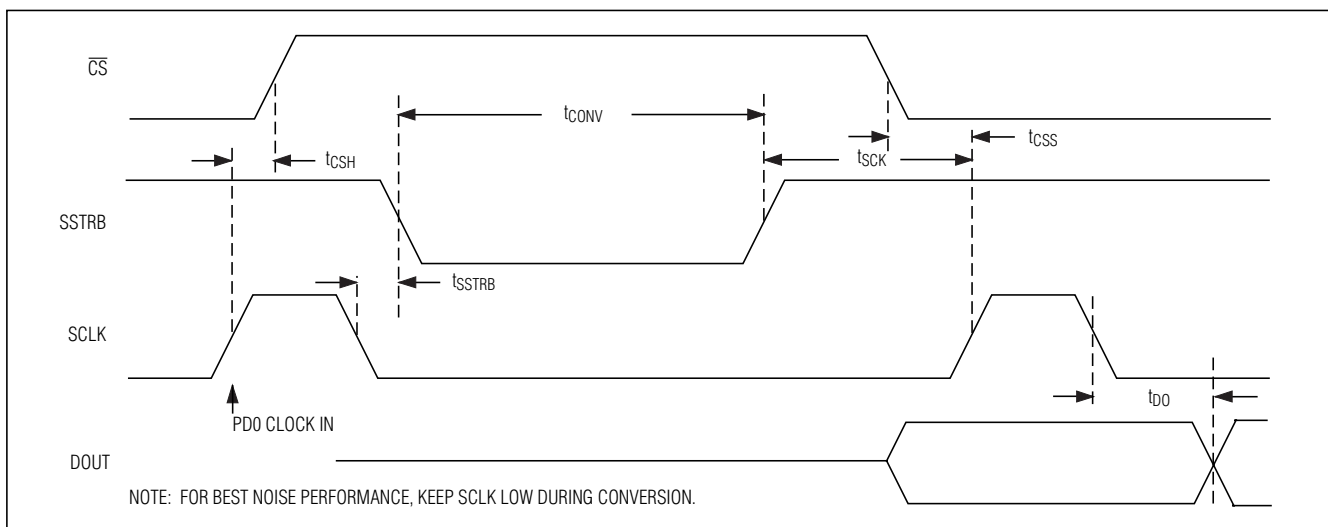 CS
tCONV
tCSS
tCSH
tSCK
SSTRB
tSSTRB
SCLK
tDO
PD0 CLOCK IN
DOUT
NOTE: FOR BEST NOISE PERFORMANCE, KEEP SCLK LOW DURING CONVERSION.